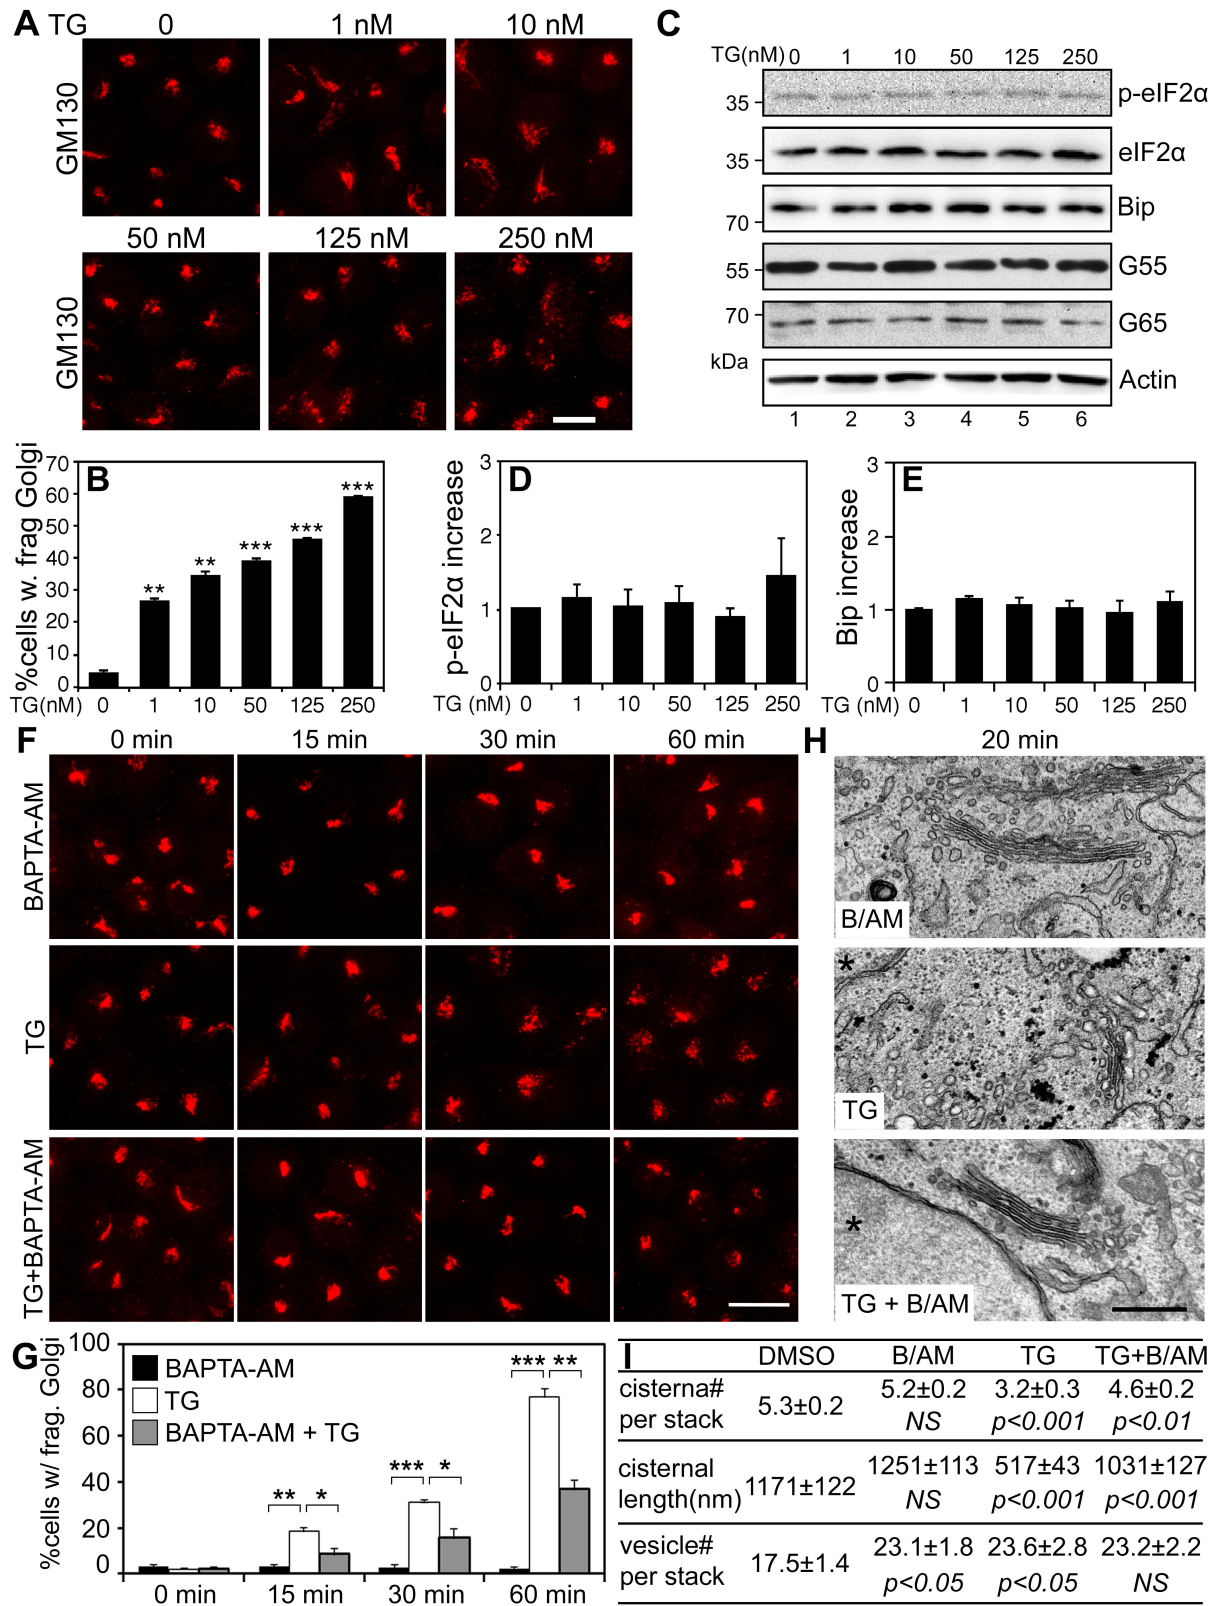 A
TG 0 1 nM 10 nM
GM130
50 nM 125 nM 250 nM
GM130
C
TG(nM) 0 1 10 50 125 250
35 p-eIF2α
35 eIF2α
70 Bip
55 G55
70 G65
kDa
Actin
1 2 3 4 5 6
B
%cells w. frag Golgi
70
60
50
40
30
20
10
0
** ** *** *** ***
TG(nM) 0 1 10 50 125 250
D
p-eIF2α increase
3
2
1
0
TG (nM) 0 1 10 50 125 250
E
Bip increase
3
2
1
0
TG (nM) 0 1 10 50 125 250
F
0 min 15 min 30 min 60 min
BAPTA-AM
TG
TG+BAPTA-AM
H
20 min
B/AM
*
TG
*
TG + B/AM
G
%cells w/ frag. Golgi
100
80
60
40
20
0
BAPTA-AM
TG
BAPTA-AM + TG
** *
*** *
*** **
0 min 15 min 30 min 60 min
I
DMSO B/AM TG TG+B/AM
cisterna# per stack 5.3±0.2 5.2±0.2 3.2±0.3 4.6±0.2
NS p<0.001 p<0.01
cisternal length(nm) 1171±122 1251±113 517±43 1031±127
NS p<0.001 p<0.001
vesicle# per stack 17.5±1.4 23.1±1.8 23.6±2.8 23.2±2.2
p<0.05 p<0.05 NS